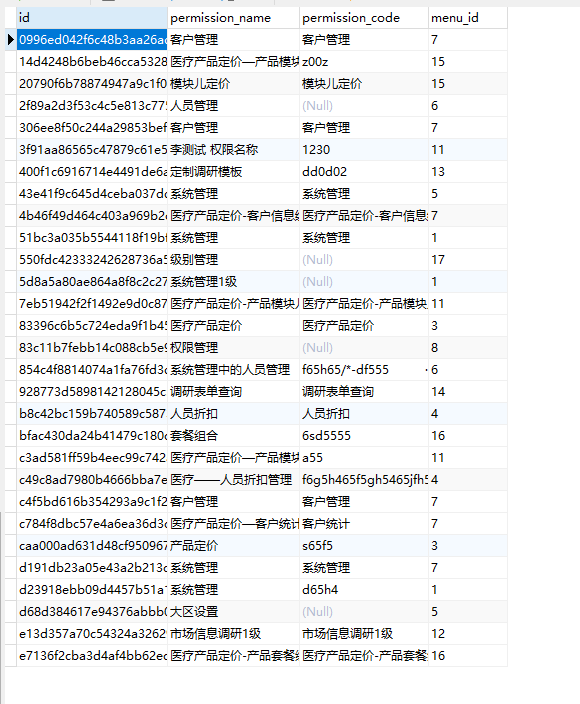 id permission_name permission_code menu_id
0996ed042f6c48b3aa26ac 客户管理 客户管理 7
14d4248b6beb46cca5328 医疗产品定价—产品模块 z00z 15
20790f6b78874947a9c1f0 模块儿定价 模块儿定价 15
2f89a2d3f53c4c5e813c775 人员管理 (Null) 6
306ee8f50c244a29853bef 客户管理 客户管理 7
3f91aa86565c47879c61e5 李测试 权限名称 1230 11
400f1c6916714e4491de6a 定制调研模板 dd0d02 13
43e41f9c645d4ceba037dc 系统管理 系统管理 5
4b46f49d464c403a969b2 医疗产品定价-客户信息 医疗产品定价-客户信息 7
51bc3a035b5544118f19bf 系统管理 系统管理 1
550fdc42333242628736a5 级别管理 (Null) 17
5d8a5a80ae864a8f8c2c27 系统管理1级 (Null) 1
7eb51942f2f1492e9d0c87 医疗产品定价-产品模块儿 医疗产品定价-产品模块 11
83396c6b5c724eda9f1b45 医疗产品定价 医疗产品定价 3
83c11b7febb14c088cb5e9 权限管理 (Null) 8
854c4f8814074a1fa76fd3c 系统管理中的人员管理 f65h65/*-df555 6
928773d5898142128045c 调研表单查询 调研表单查询 14
b8c42bc159b740589c587 人员折扣 人员折扣 4
bfac430da24b41479c180c 套餐组合 6sd5555 16
c3ad581ff59b4eec99c742 医疗产品定价—产品模块 a55 11
c49c8ad7980b4666bba7e 医疗——人员折扣管理 f6g5h465f5gh5465jfh5 4
c4f5bd616b354293a9c1f2 客户管理 客户管理 7
c784f8dbc57e4a6ea36d3c 医疗产品定价—客户统计 客户统计 7
caa000ad631d48cf950967 产品定价 s65f5 3
d191db23a05e43a2b213c 系统管理 系统管理 7
d23918ebb09d4457b51a 系统管理 d65h4 1
d68d384617e94376abbb0 大区设置 (Null) 5
e13d357a70c54324a3262 市场信息调研1级 市场信息调研1级 12
e7136f2cba3d4af4bb62ec 医疗产品定价-产品套餐 医疗产品定价-产品套餐 16